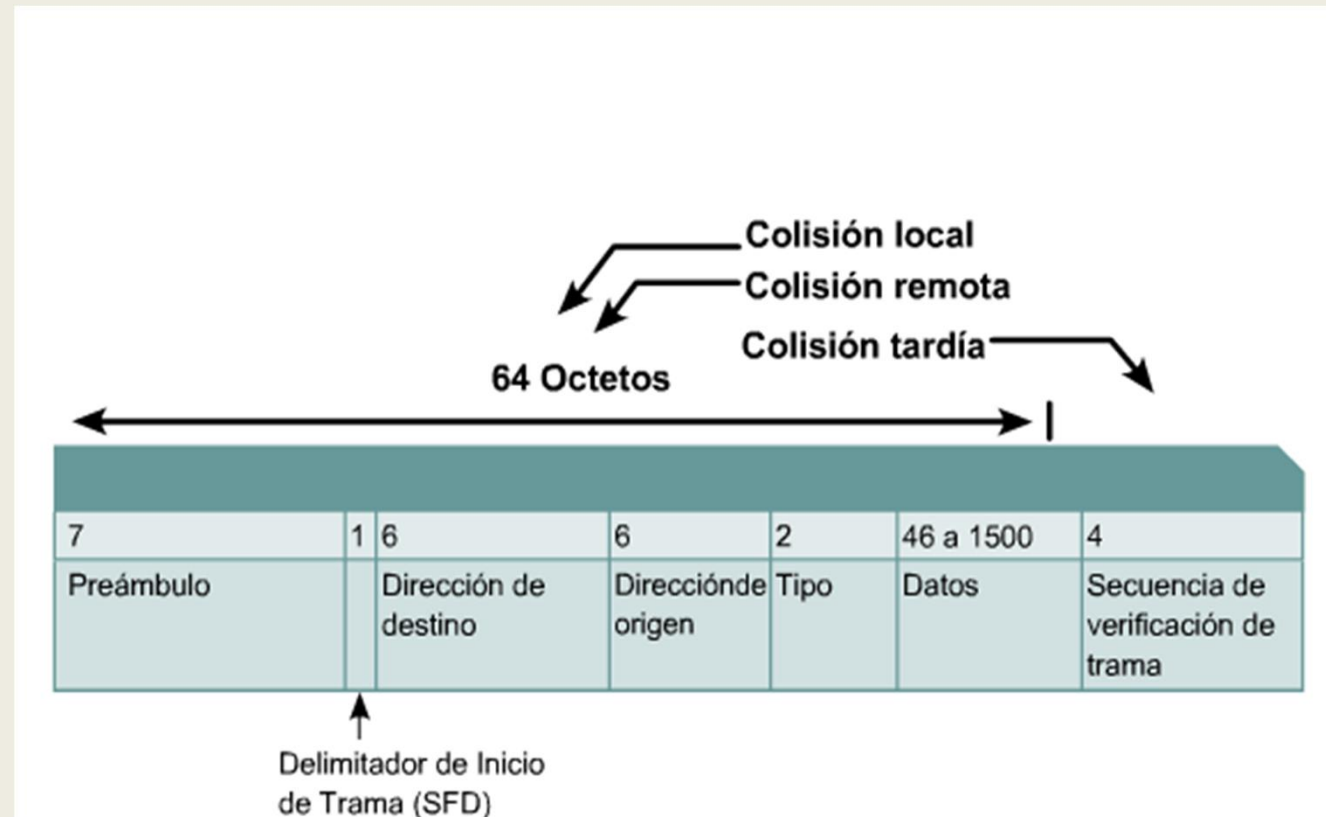 Colisión local
Colisión remota
Colisión tardía
64 Octetos
7 1 6 6 2 46 a 1500 4
Preámbulo Dirección de Direcciónde Tipo Datos Secuencia de
destino origen verificación de
trama
Delimitador de Inicio
de Trama (SFD)